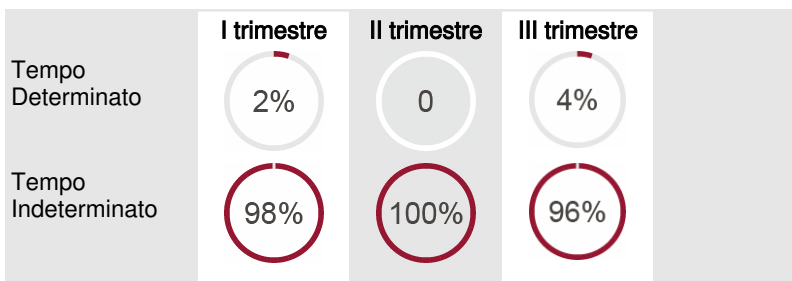 I trimestre II trimestre III trimestre
Tempo
Determinato
2% 0 4%
Tempo
Indeterminato
98% 100% 96%